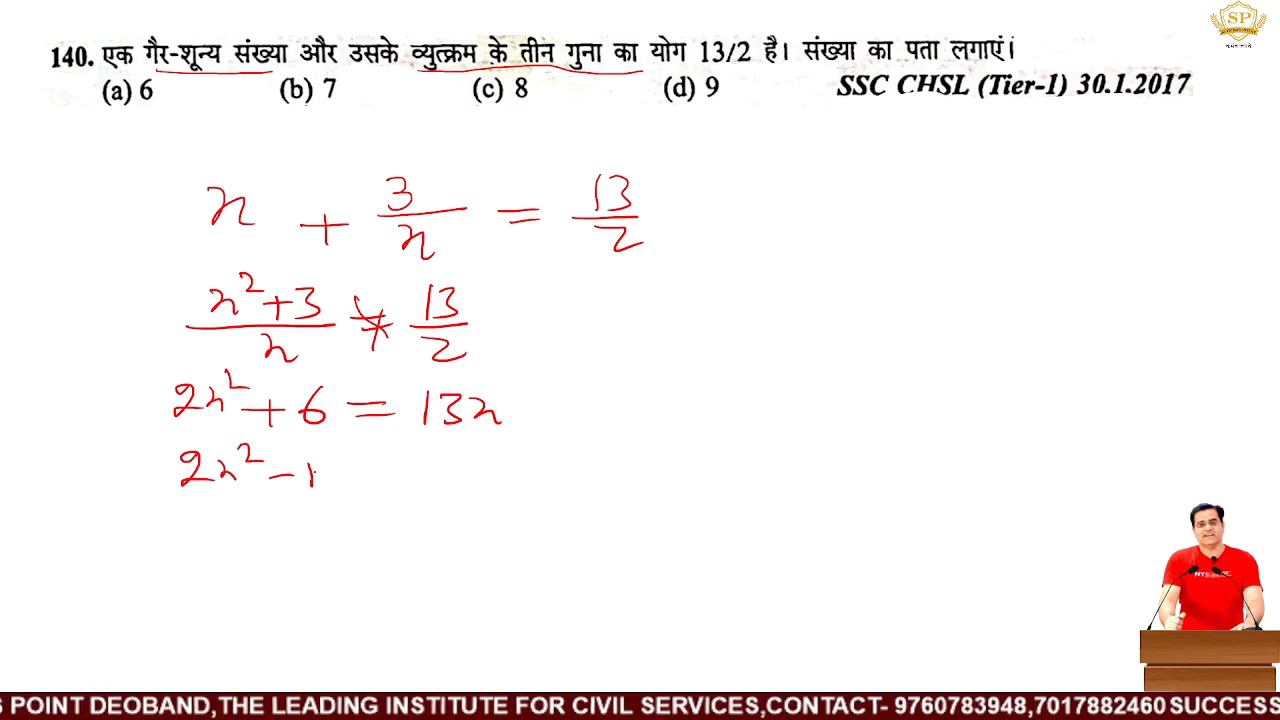 SP
140. एक गैर-शून्य संख्या और उसके व्युत्क्रम के तीन गुना का योग 13/2 है। संख्या का पता लगाएं।
(a) 6 (b) 7 (c) 8 (d) 9 SSC CHSL (Tier-1) 30.1.2017
x + 3/x = 13/2
x²+3/x = 13/2
2x² + 6 = 13x
2x² - 1
S POINT DEOBAND,THE LEADING INSTITUTE FOR CIVIL SERVICES,CONTACT- 9760783948,7017882460 SUCCESS